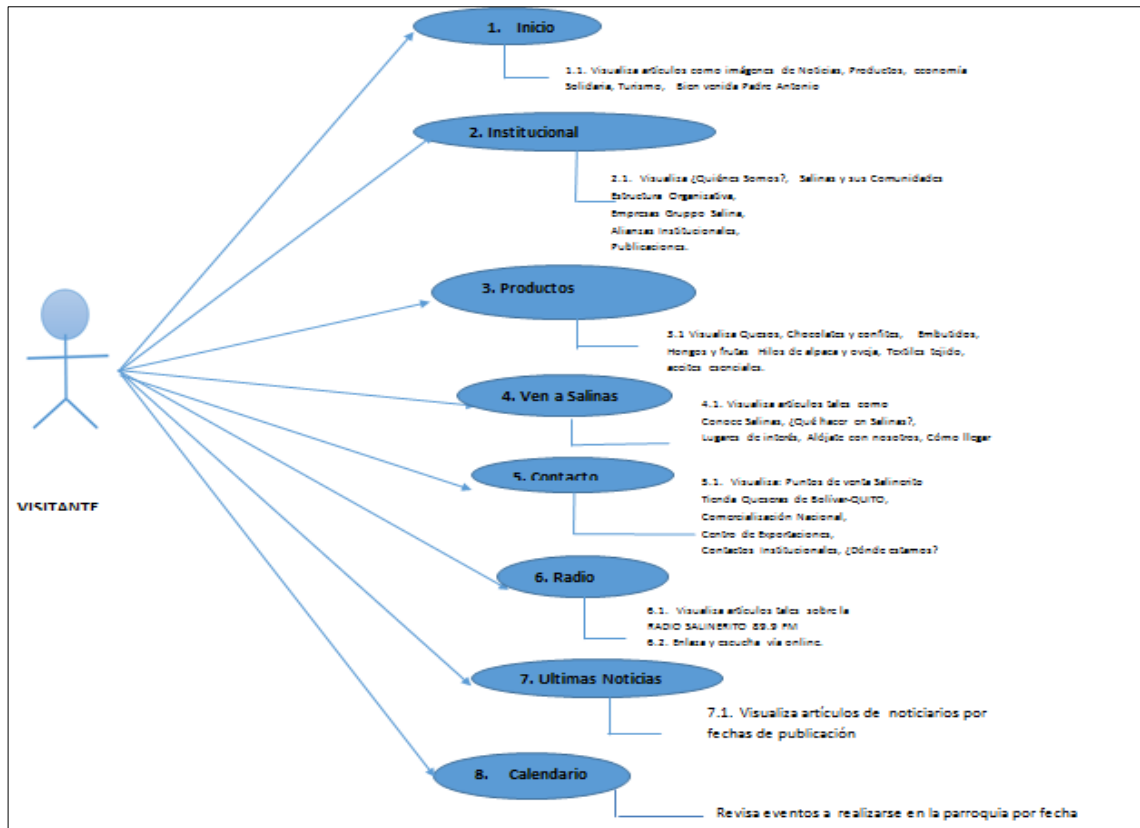 1. Inicio
1.1. Visualiza artículos como imágenes de Noticias, Productos, economía
Solidaria, Turismo, Bien venida Padre Antonio
2. Institucional
2.1. Visualiza ¿Quiénes Somos?, Salinas y sus Comunidades
Estructura Organizativa,
Empresas Gruppo Salina,
Alianzas Institucionales,
Publicaciones.
3. Productos
3.1 Visualiza Quesos, Chocolates y confites, Embutidos,
Hongos y frutas Hilos de alpaca y oveja, Textiles tejido,
aceites esenciales.
4. Ven a Salinas
4.1. Visualiza artículos tales como
Conoce Salinas, ¿Qué hacer en Salinas?,
Lugares de interés, Alójate con nosotros, Cómo llegar
5. Contacto
5.1. Visualiza: Puntos de venta Salinerito
Tienda Queseras de Bolívar-QUITO,
Comercialización Nacional,
Centro de Exportaciones,
Contactos Institucionales, ¿Dónde estamos?
VISITANTE
6. Radio
6.1. Visualiza artículos tales sobre la
RADIO SALINERITO 89.9 FM
6.2. Enlaza y escucha vía online.
7. Ultimas Noticias
7.1. Visualiza artículos de noticiarios por
fechas de publicación
8. Calendario
Revisa eventos a realizarse en la parroquia por fecha